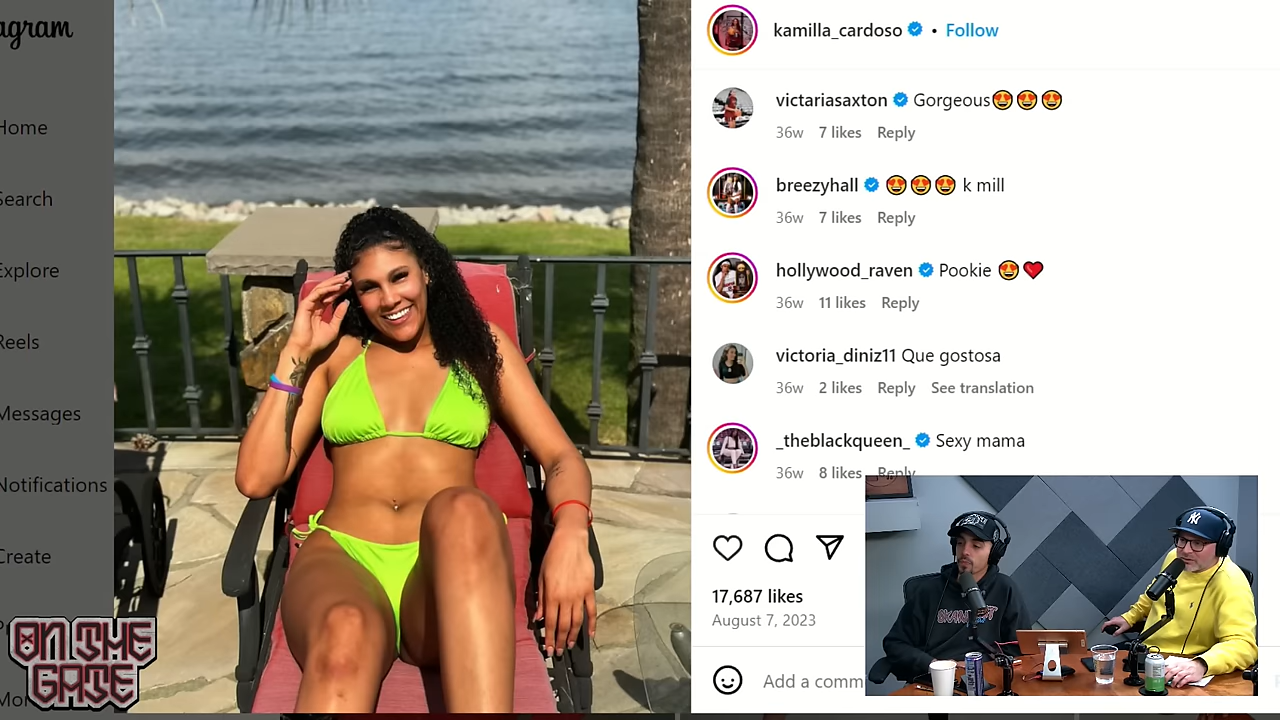 agram
Home
Search
Explore
Reels
Messages
Notifications
Create
kamilla_cardoso • Follow
victariasaxton Gorgeous😍😍😍
36w 7 likes Reply
breezyhall 😍😍😍 k mill
36w 7 likes Reply
hollywood_raven Pookie 😍❤️
36w 11 likes Reply
victoria_diniz11 Que gostosa
36w 2 likes Reply See translation
_theblackqueen_ Sexy mama
36w 8 likes Reply
17,687 likes
August 7, 2023
Add a comm
ON THE
GATE